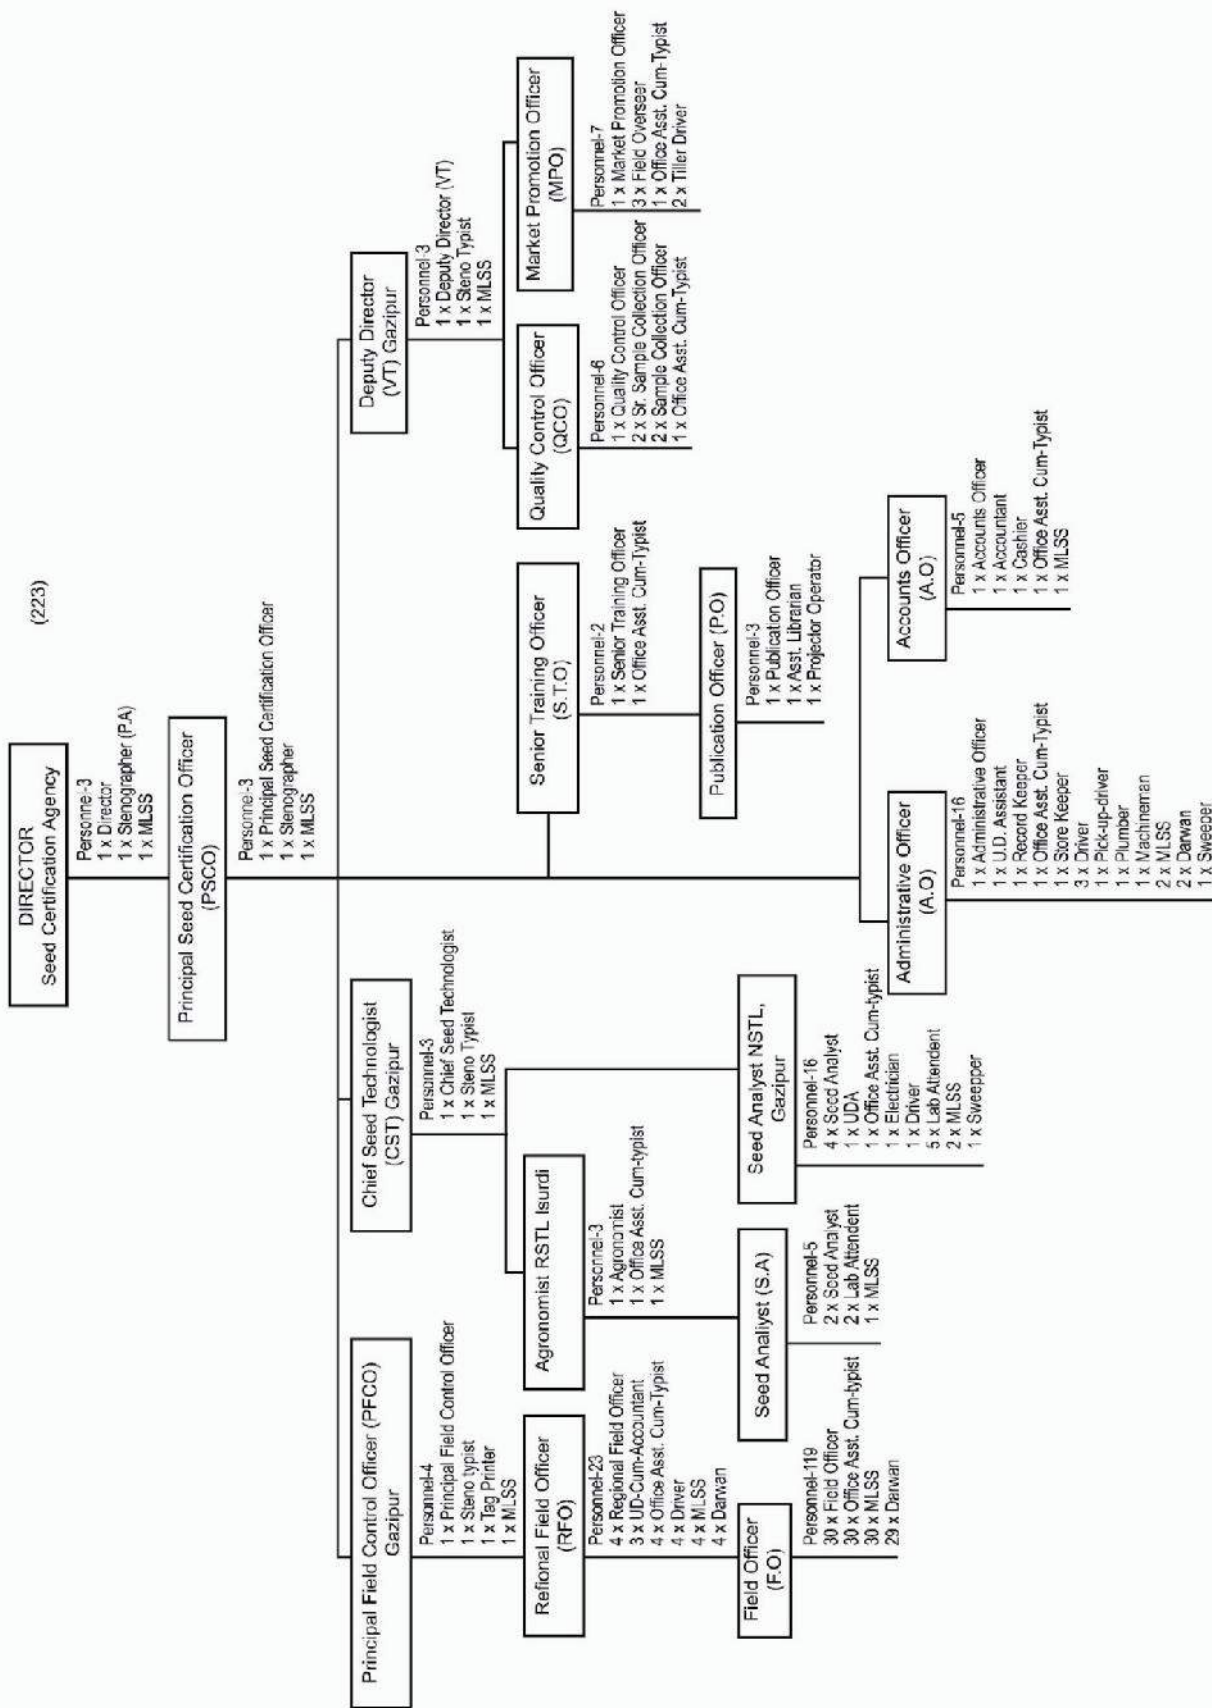 (223)
DIRECTOR
Seed Certification Agency
Personnel-3
1 x Director
1 x Stenographer (P.A)
1 x MLSS
Principal Seed Certification Officer
(PSCO)
Personnel-3
1 x Principal Seed Certification Officer
1 x Stenographer
1 x MLSS
Principal Field Control Officer (PFCO)
Gazipur
Personnel-4
1 x Principal Field Control Officer
1 x Steno typist
1 x Tag Printer
1 x MLSS
Refional Field Officer
(RFO)
Personnel-23
4 x Regional Field Officer
3 x UD-Cum-Accountant
4 x Office Asst. Cum-Typist
4 x Driver
4 x MLSS
4 x Darwan
Field Officer
(F.O)
Personnel-119
30 x Field Officer
30 x Office Asst. Cum-typist
30 x MLSS
29 x Darwan
Chief Seed Technologist
(CST) Gazipur
Personnel-3
1 x Chief Seed Technologist
1 x Steno Typist
1 x MLSS
Agronomist RSTL Isurdi
Personnel-3
1 x Agronomist
1 x Office Asst. Cum-typist
1 x MLSS
Seed Analiyst (S.A)
Personnel-5
2 x Seed Analyst
2 x Lab Attendent
1 x MLSS
Seed Analyst NSTL,
Gazipur
Personnel-16
4 x Seed Analyst
1 x UDA
1 x Office Asst. Cum-typist
1 x Electrician
1 x Driver
5 x Lab Attendent
2 x MLSS
1 x Sweepper
Senior Training Officer
(S.T.O)
Personnel-2
1 x Senior Training Officer
1 x Office Asst. Cum-Typist
Publication Officer (P.O)
Personnel-3
1 x Publication Officer
1 x Asst. Librarian
1 x Projector Operator
Administrative Officer
(A.O)
Personnel-16
1 x Administrative Officer
1 x U.D. Assistant
1 x Record Keeper
1 x Office Asst. Cum-Typist
1 x Store Keeper
3 x Driver
1 x Pick-up-driver
1 x Plumber
1 x Machineman
2 x MLSS
2 x Darwan
1 x Sweeper
Accounts Officer
(A.O)
Personnel-5
1 x Accounts Officer
1 x Accountant
1 x Cashier
1 x Office Asst. Cum-Typist
1 x MLSS
Deputy Director
(VT) Gazipur
Personnel-3
1 x Deputy Director (VT)
1 x Steno Typist
1 x MLSS
Quality Control Officer
(QCO)
Personnel-6
1 x Quality Control Officer
2 x Sr. Sample Collection Officer
2 x Sample Collection Officer
1 x Office Asst. Cum-Typist
Market Promotion Officer
(MPO)
Personnel-7
1 x Market Promotion Officer
3 x Field Overseer
1 x Office Asst. Cum-Typist
2 x Tiller Driver